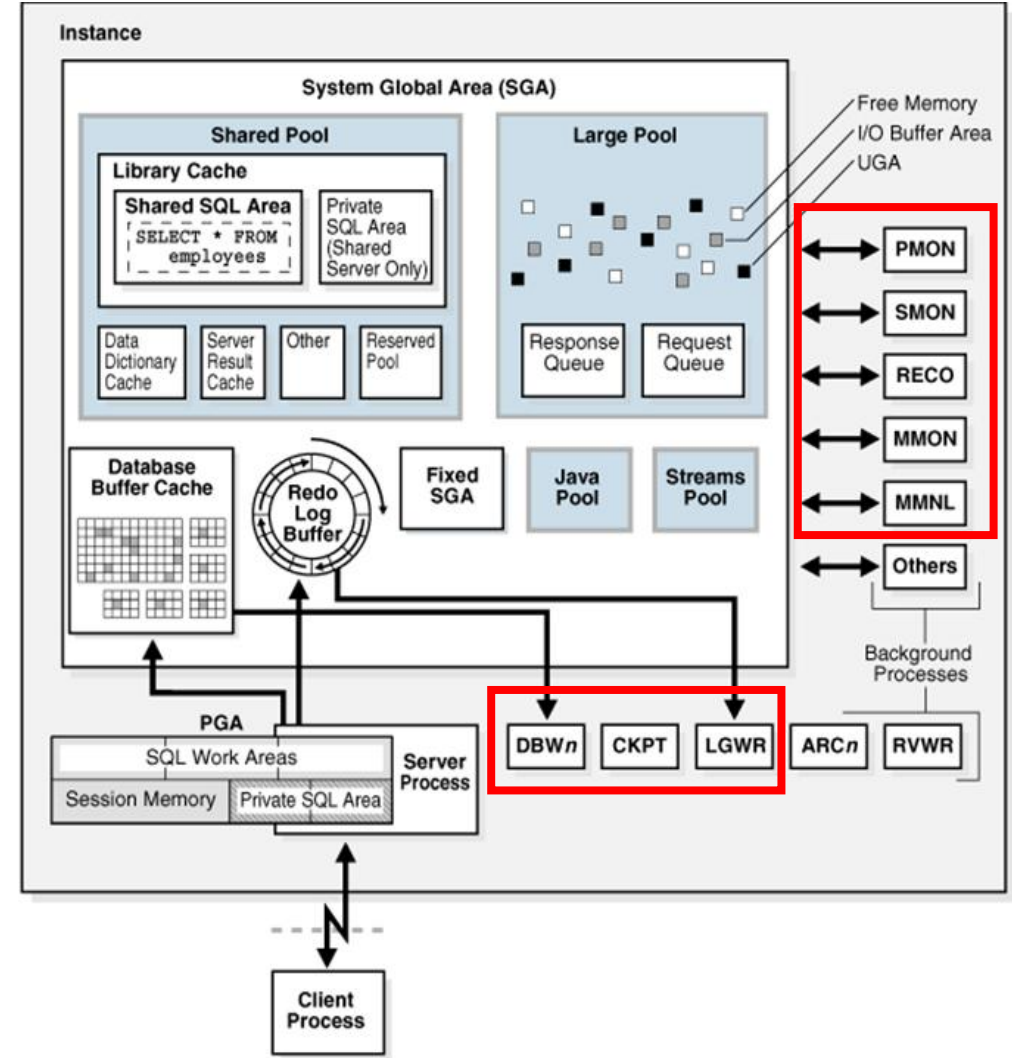 Instance
System Global Area (SGA)
Shared Pool
Library Cache
Shared SQL Area
SELECT * FROM
employees
Private
SQL Area
(Shared
Server Only)
Data
Dictionary
Cache
Server
Result
Cache
Other
Reserved
Pool
Large Pool
Response
Queue
Request
Queue
Free Memory
I/O Buffer Area
UGA
Database
Buffer Cache
Redo
Log
Buffer
Fixed
SGA
Java
Pool
Streams
Pool
PMON
SMON
RECO
MMON
MMNL
Others
Background
Processes
PGA
SQL Work Areas
Session Memory
Private SQL Area
Server
Process
DBWn
CKPT
LGWR
ARCn
RVWR
Client
Process